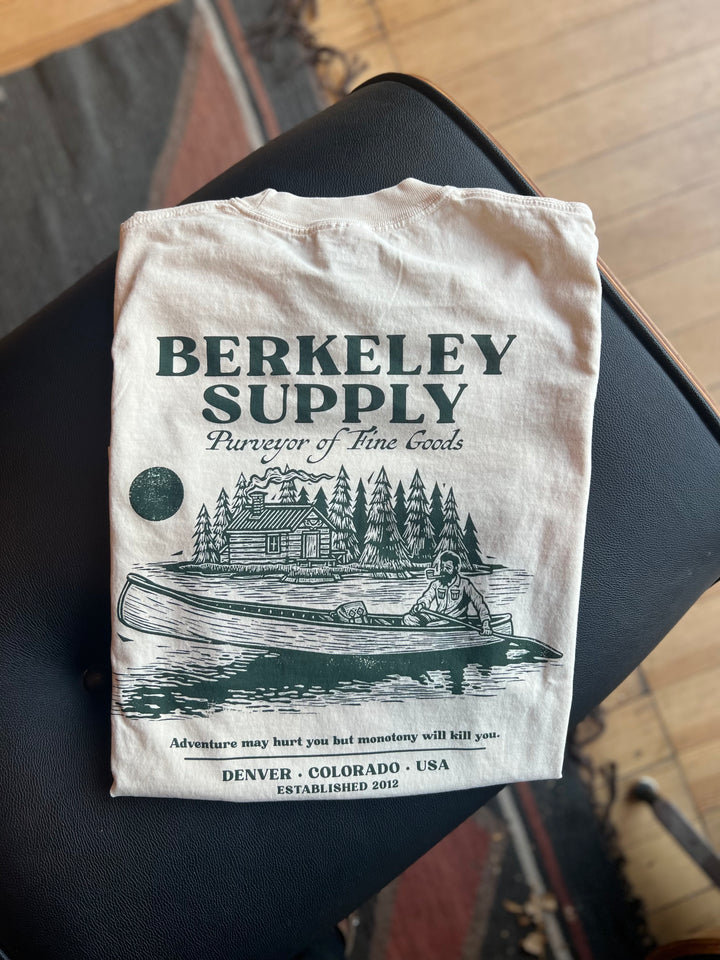 BERKELEY
SUPPLY
Purveyor of Fine Goods
Adventure may hurt you but monotony will kill you.
DENVER · COLORADO · USA
ESTABLISHED 2012